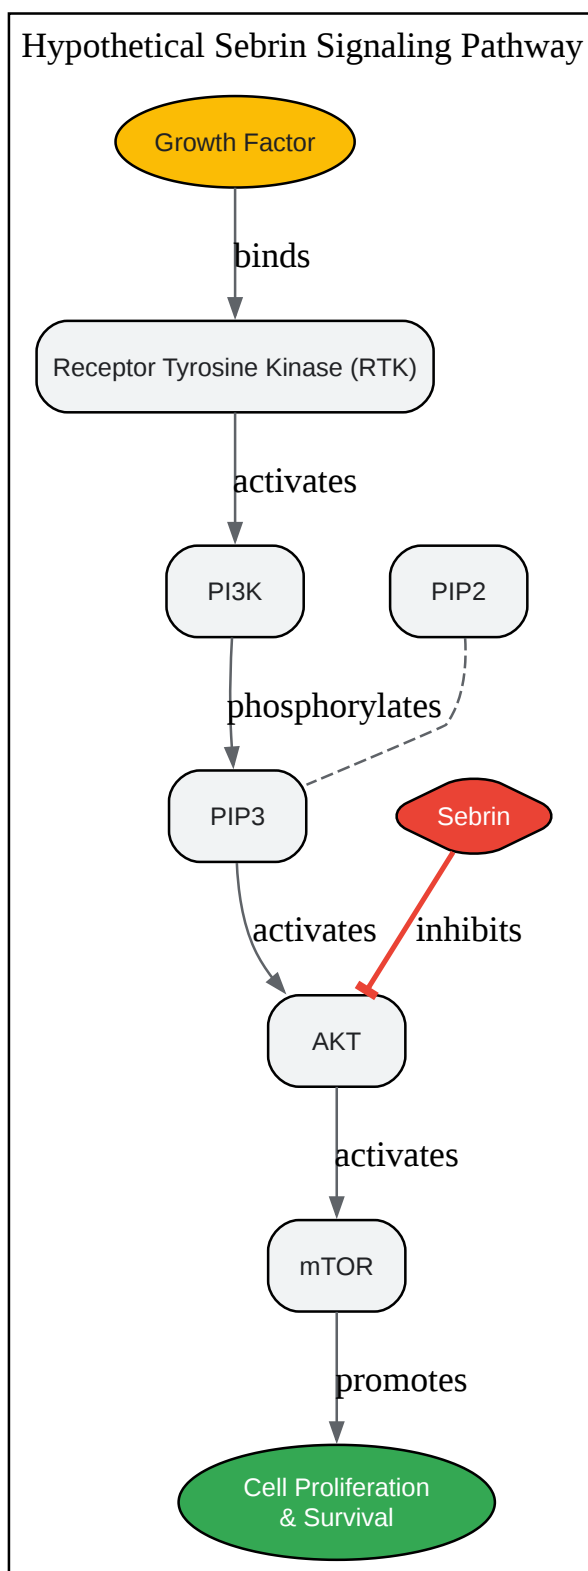 Hypothetical Sebrin Signaling Pathway
Growth Factor
binds
Receptor Tyrosine Kinase (RTK)
activates
PI3K
PIP2
phosphorylates
PIP3
Sebrin
activates
inhibits
AKT
activates
mTOR
promotes
Cell Proliferation
& Survival